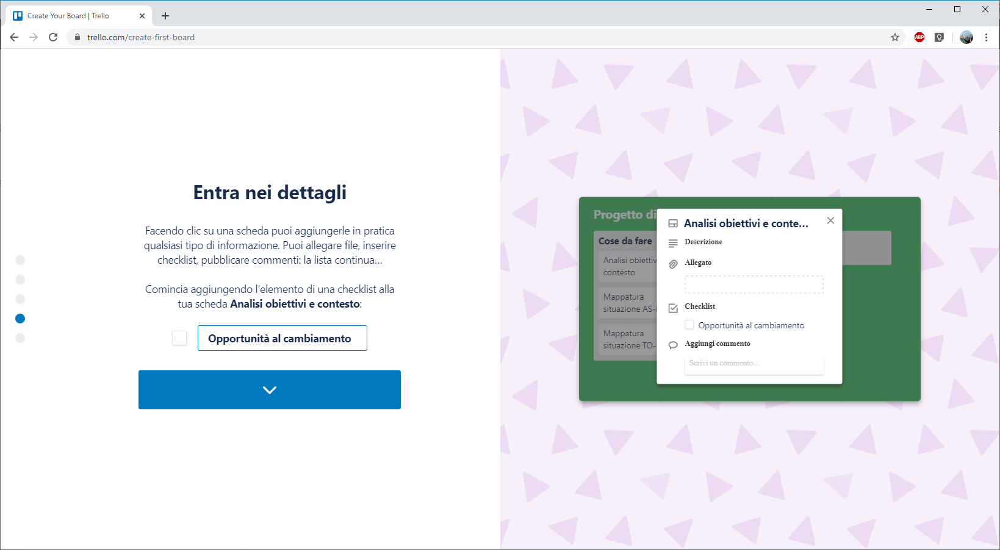 Create Your Board | Trello
trello.com/create-first-board
ABP
Entra nei dettagli
Facendo clic su una scheda puoi aggiungerle in pratica
qualsiasi tipo di informazione. Puoi allegare file, inserire
checklist, pubblicare commenti: la lista continua...
Comincia aggiungendo l'elemento di una checklist alla
tua scheda Analisi obiettivi e contesto:
Opportunità al cambiamento
Progetto di
Cose da fare
Analisi obiettiv
contesto
Mappatura
situazione AS-
Mappatura
situazione TO-
Analisi obiettivi e conte...
Descrizione
Allegato
Checklist
Opportunità al cambiamento
Aggiungi commento
Scrivi un commento...